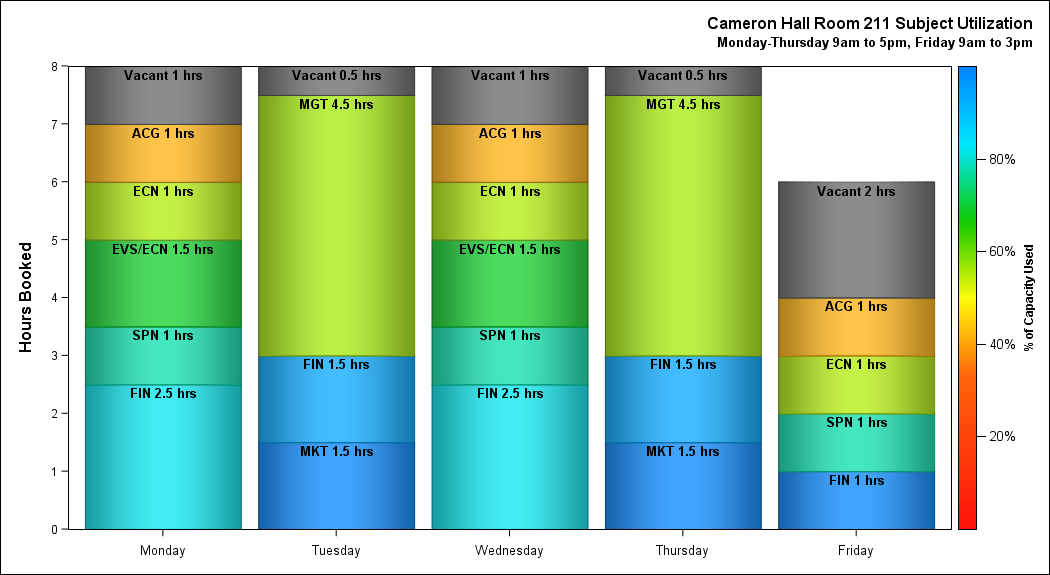 Cameron Hall Room 211 Subject Utilization
Monday-Thursday 9am to 5pm, Friday 9am to 3pm
Hours Booked
8
7
6
5
4
3
2
1
0
Vacant 1 hrs
ACG 1 hrs
ECN 1 hrs
EVS/ECN 1.5 hrs
SPN 1 hrs
FIN 2.5 hrs
Monday
Vacant 0.5 hrs
MGT 4.5 hrs
FIN 1.5 hrs
MKT 1.5 hrs
Tuesday
Vacant 1 hrs
ACG 1 hrs
ECN 1 hrs
EVS/ECN 1.5 hrs
SPN 1 hrs
FIN 2.5 hrs
Wednesday
Vacant 0.5 hrs
MGT 4.5 hrs
FIN 1.5 hrs
MKT 1.5 hrs
Thursday
Vacant 2 hrs
ACG 1 hrs
ECN 1 hrs
SPN 1 hrs
FIN 1 hrs
Friday
80%
60%
40%
20%
% of Capacity Used